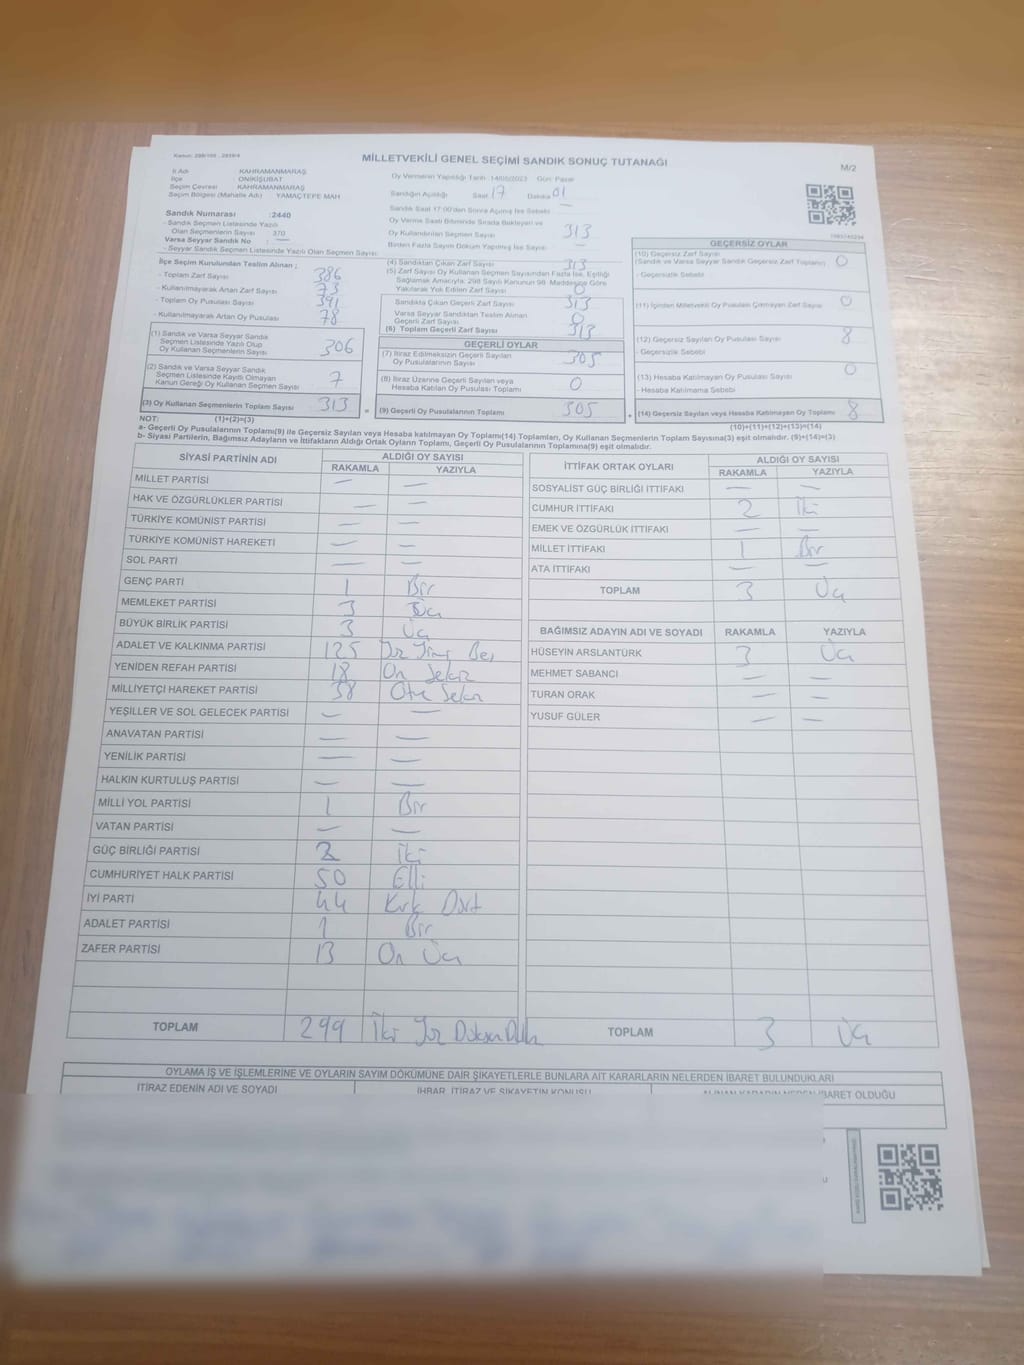 Kanun: 298/105 , 2839/4
MİLLETVEKİLİ GENEL SEÇİMİ SANDIK SONUÇ TUTANAĞI
M/2
İl Adı : KAHRAMANMARAŞ
İlçe : ONİKİŞUBAT
Seçim Çevresi : KAHRAMANMARAŞ
Seçim Bölgesi (Mahalle Adı) YAMAÇTEPE MAH
Sandık Numarası :2440
- Sandık Seçmen Listesinde Yazılı
Olan Seçmenlerin Sayısı 370
Varsa Seyyar Sandık No : —
- Seyyar Sandık Seçmen Listesinde Yazılı Olan Seçmen Sayısı:
İlçe Seçim Kurulundan Teslim Alınan ;
- Toplam Zarf Sayısı 386
- Kullanılmayarak Artan Zarf Sayısı 73
- Toplam Oy Pusulası Sayısı 391
- Kullanılmayarak Artan Oy Pusulası 78
(1) Sandık ve Varsa Seyyar Sandık
Seçmen Listesinde Yazılı Olup
Oy Kullanan Seçmenlerin Sayısı 306
(2) Sandık ve Varsa Seyyar Sandık
Seçmen Listesinde Kayıtlı Olmayan
Kanun Gereği Oy Kullanan Seçmen Sayısı 7
(3) Oy Kullanan Seçmenlerin Toplam Sayısı 313
Oy Vermenin Yapıldığı Tarih :14/05/2023 Gün: Pazar
Sandığın Açıldığı Saat 17 Dakika 01
Sandık Saat 17:00'den Sonra Açılmış İse Sebebi —
Oy Verme Saati Bitiminde Sırada Bekleyen ve
Oy Kullandırılan Seçmen Sayısı 313
Birden Fazla Sayım Döküm Yapılmış İse Sayısı —
(4) Sandıktan Çıkan Zarf Sayısı 313
(5) Zarf Sayısı Oy Kullanan Seçmen Sayısından Fazla İse, Eşitliği
Sağlamak Amacıyla, 298 Sayılı Kanunun 98. Maddesine Göre
Yakılarak Yok Edilen Zarf Sayısı 0
Sandıkta Çıkan Geçerli Zarf Sayısı 313
Varsa Seyyar Sandıktan Teslim Alınan
Geçerli Zarf Sayısı 0
(6) Toplam Geçerli Zarf Sayısı 313
GEÇERLİ OYLAR
(7) İtiraz Edilmeksizin Geçerli Sayılan
Oy Pusulalarının Sayısı 305
(8) İtiraz Üzerine Geçerli Sayılan veya
Hesaba Katılan Oy Pusulası Toplamı 0
= (9) Geçerli Oy Pusulalarının Toplamı 305
GEÇERSİZ OYLAR
(10) Geçersiz Zarf Sayısı
(Sandık ve Varsa Seyyar Sandık Geçersiz Zarf Toplamı) 0
- Geçersizlik Sebebi
(11) İçinden Milletvekili Oy Pusulası Çıkmayan Zarf Sayısı 0
(12) Geçersiz Sayılan Oy Pusulası Sayısı 8
- Geçersizlik Sebebi
(13) Hesaba Katılmayan Oy Pusulası Sayısı 0
- Hesaba Katılmama Sebebi
+ (14) Geçersiz Sayılan veya Hesaba Katılmayan Oy Toplamı 8
NOT: (1)+(2)=(3) (10)+(11)+(12)+(13)=(14)
a- Geçerli Oy Pusulalarının Toplamı(9) ile Geçersiz Sayılan veya Hesaba katılmayan Oy Toplamı(14) Toplamları, Oy Kullanan Seçmenlerin Toplam Sayısına(3) eşit olmalıdır. (9)+(14)=(3)
b- Siyasi Partilerin, Bağımsız Adayların ve İttifakların Aldığı Ortak Oyların Toplamı, Geçerli Oy Pusulalarının Toplamına(9) eşit olmalıdır.
SİYASİ PARTİNİN ADI ALDIĞI OY SAYISI
RAKAMLA YAZIYLA
MİLLET PARTİSİ — —
HAK VE ÖZGÜRLÜKLER PARTİSİ — —
TÜRKİYE KOMÜNİST PARTİSİ — —
TÜRKİYE KOMÜNİST HAREKETİ — —
SOL PARTİ — —
GENÇ PARTİ 1 Bir
MEMLEKET PARTİSİ 3 Üç
BÜYÜK BİRLİK PARTİSİ 3 Üç
ADALET VE KALKINMA PARTİSİ 125 Yüz Yirmi Beş
YENİDEN REFAH PARTİSİ 18 On Sekiz
MİLLİYETÇİ HAREKET PARTİSİ 38 Otuz Sekiz
YEŞİLLER VE SOL GELECEK PARTİSİ — —
ANAVATAN PARTİSİ — —
YENİLİK PARTİSİ — —
HALKIN KURTULUŞ PARTİSİ — —
MİLLİ YOL PARTİSİ 1 Bir
VATAN PARTİSİ — —
GÜÇ BİRLİĞİ PARTİSİ 2 İki
CUMHURİYET HALK PARTİSİ 50 Elli
İYİ PARTİ 44 Kırk Dört
ADALET PARTİSİ 1 Bir
ZAFER PARTİSİ 13 On Üç
TOPLAM 299 İki Yüz Doksan Dokuz
İTTİFAK ORTAK OYLARI ALDIĞI OY SAYISI
RAKAMLA YAZIYLA
SOSYALİST GÜÇ BİRLİĞİ İTTİFAKI — —
CUMHUR İTTİFAKI 2 İki
EMEK VE ÖZGÜRLÜK İTTİFAKI — —
MİLLET İTTİFAKI 1 Bir
ATA İTTİFAKI — —
TOPLAM 3 Üç
BAĞIMSIZ ADAYIN ADI VE SOYADI RAKAMLA YAZIYLA
HÜSEYİN ARSLANTÜRK 3 Üç
MEHMET SABANCI — —
TURAN ORAK — —
YUSUF GÜLER — —
TOPLAM 3 Üç
OYLAMA İŞ VE İŞLEMLERİNE VE OYLARIN SAYIM DÖKÜMÜNE DAİR ŞİKAYETLERLE BUNLARA AİT KARARLARIN NELERDEN İBARET BULUNDUKLARI
İTİRAZ EDENİN ADI VE SOYADI İHBAR, İTİRAZ VE ŞİKAYETİN KONUSU ALINAN KARARIN NEDEN İBARET OLDUĞU